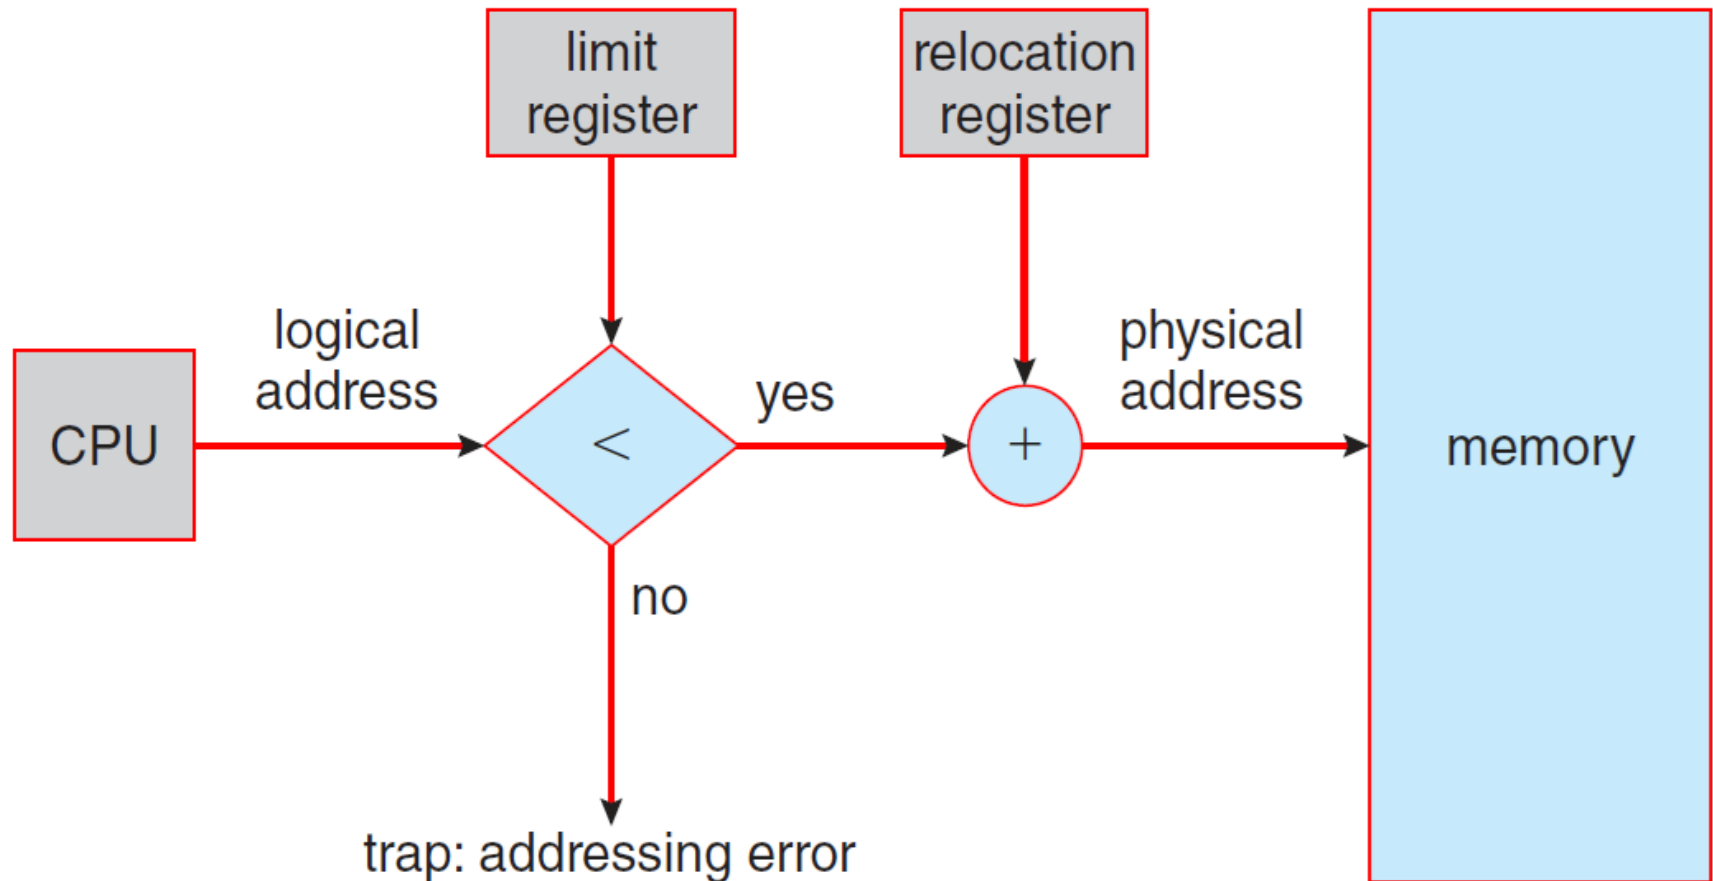 limit
register
relocation
register
logical
address
CPU
<
yes
+
physical
address
memory
no
trap: addressing error